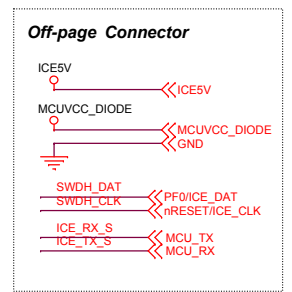 Off-page Connector
ICE5V
ICE5V
MCUVCC_DIODE
MCUVCC_DIODE
GND
SWDH_DAT
PF0/ICE_DAT
SWDH_CLK
nRESET/ICE_CLK
ICE_RX_S
MCU_TX
ICE_TX_S
MCU_RX